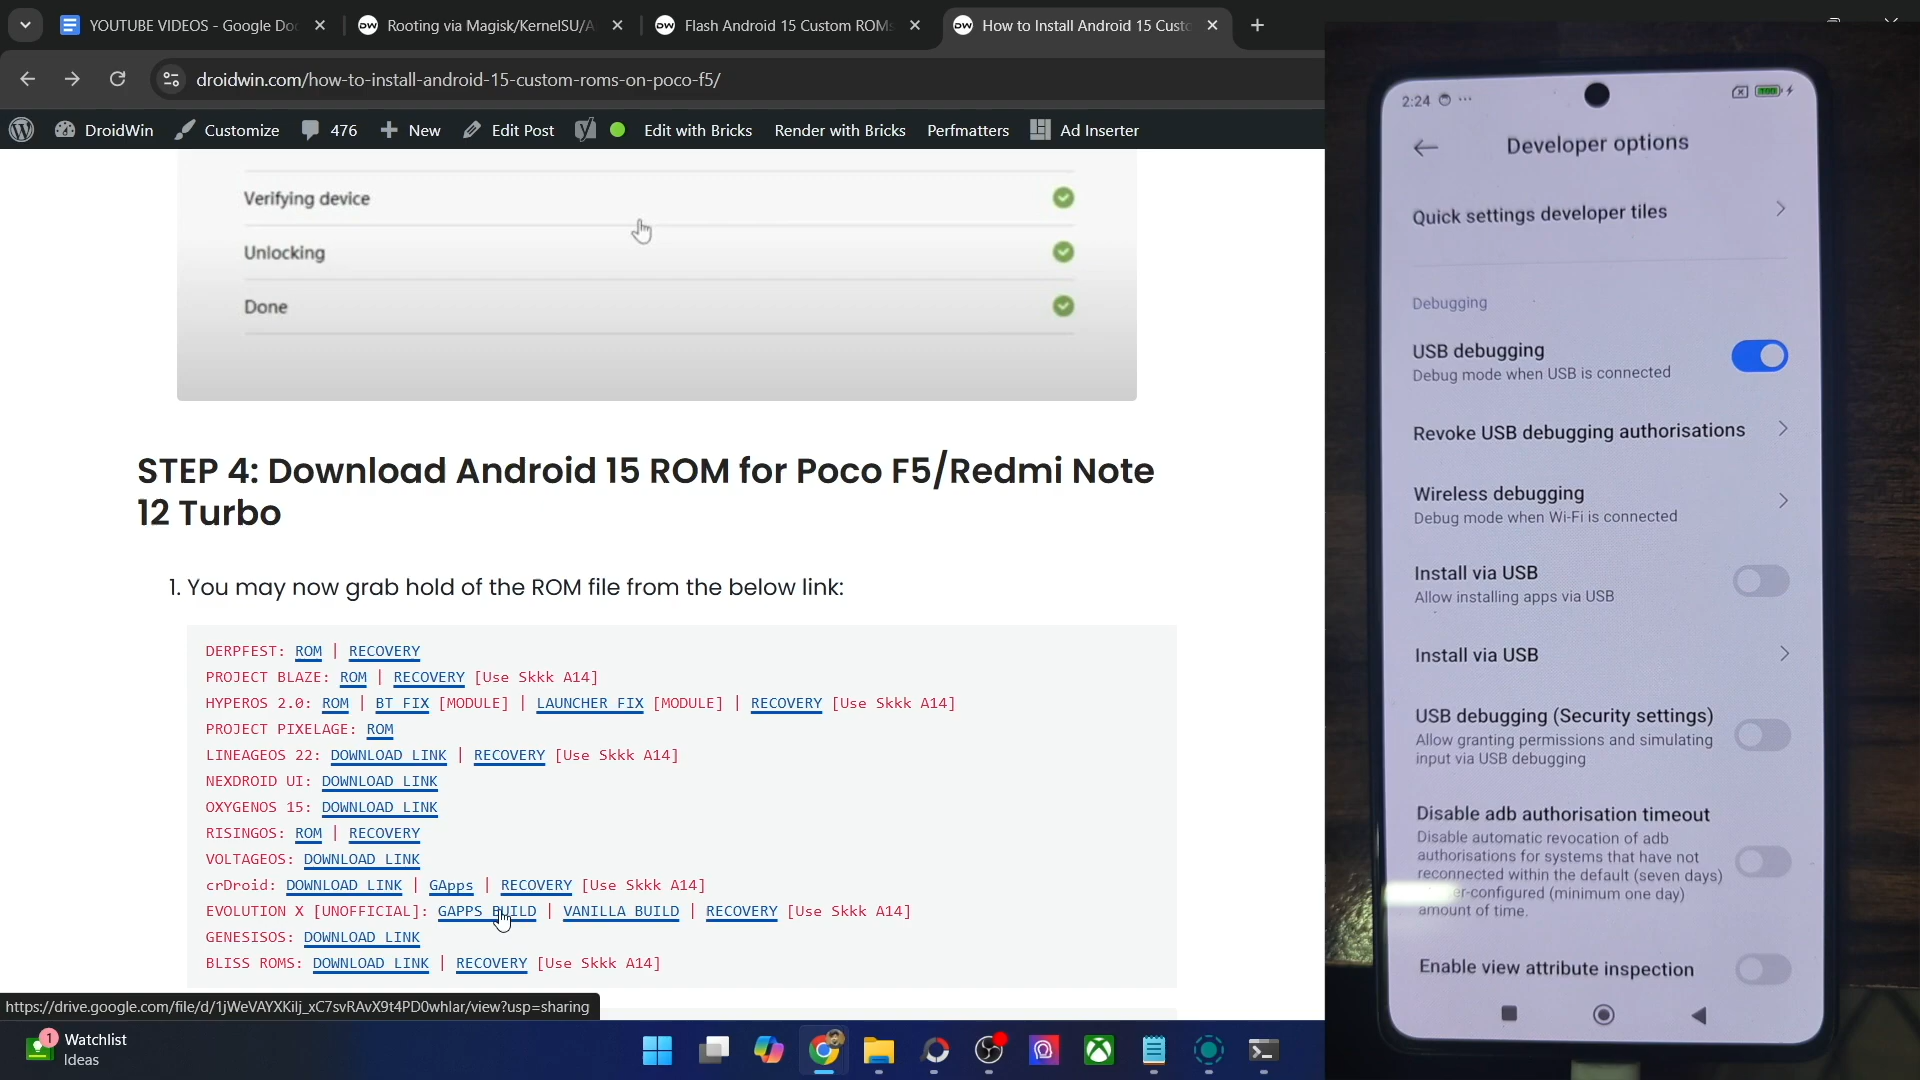 YOUTUBE VIDEOS - Google Do
Rooting via Magisk/KernelSU/A
Flash Android 15 Custom ROMs
How to Install Android 15 Custo
droidwin.com/how-to-install-android-15-custom-roms-on-poco-f5/
DroidWin
Customize
476
New
Edit Post
Edit with Bricks
Render with Bricks
Perfmatters
Ad Inserter
Verifying device
Unlocking
Done
STEP 4: Download Android 15 ROM for Poco F5/Redmi Note
12 Turbo
1. You may now grab hold of the ROM file from the below link:
DERPFEST: ROM | RECOVERY
PROJECT BLAZE: ROM | RECOVERY [Use Skkk A14]
HYPEROS 2.0: ROM | BT FIX [MODULE] | LAUNCHER FIX [MODULE] | RECOVERY [Use Skkk A14]
PROJECT PIXELAGE: ROM
LINEAGEOS 22: DOWNLOAD LINK | RECOVERY [Use Skkk A14]
NEXDROID UI: DOWNLOAD LINK
OXYGENOS 15: DOWNLOAD LINK
RISINGOS: ROM | RECOVERY
VOLTAGEOS: DOWNLOAD LINK
crDroid: DOWNLOAD LINK | GApps | RECOVERY [Use Skkk A14]
EVOLUTION X [UNOFFICIAL]: GAPPS BUILD | VANILLA BUILD | RECOVERY [Use Skkk A14]
GENESISOS: DOWNLOAD LINK
BLISS ROMS: DOWNLOAD LINK | RECOVERY [Use Skkk A14]
https://drive.google.com/file/d/1jWeVAYXKilj_xC7svRAvX9t4PD0whlar/view?usp=sharing
1
Watchlist
Ideas
2:24
100
Developer options
Quick settings developer tiles
Debugging
USB debugging
Debug mode when USB is connected
Revoke USB debugging authorisations
Wireless debugging
Debug mode when Wi-Fi is connected
Install via USB
Allow installing apps via USB
Install via USB
USB debugging (Security settings)
Allow granting permissions and simulating
input via USB debugging
Disable adb authorisation timeout
Disable automatic revocation of adb
authorisations for systems that have not
reconnected within the default (seven days)
er-configured (minimum one day)
amount of time.
Enable view attribute inspection